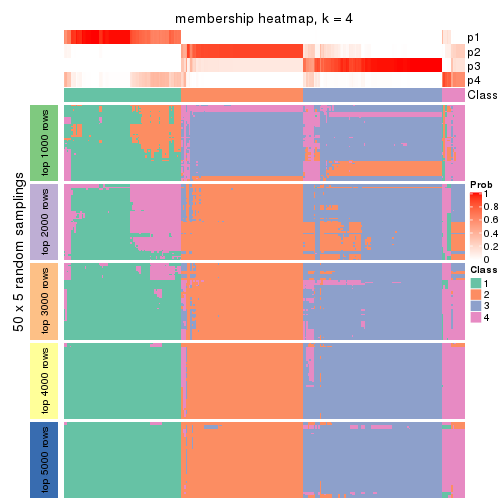 membership heatmap, k = 4
p1
p2
p3
p4
Class
50 x 5 random samplings
top 1000 rows
top 2000 rows
top 3000 rows
top 4000 rows
top 5000 rows
Prob
1
0.8
0.6
0.4
0.2
0
Class
1
2
3
4